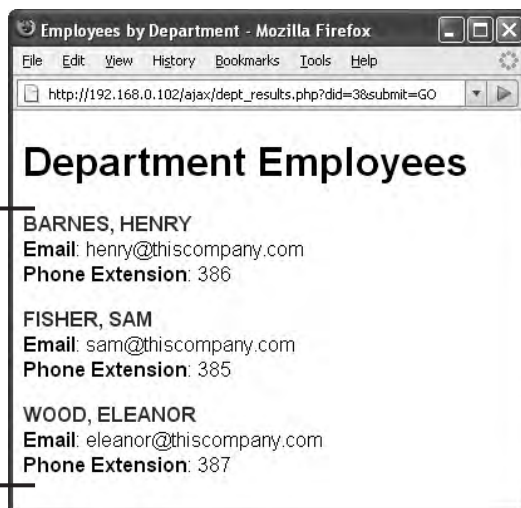 Employees by Department - Mozilla Firefox
File Edit View History Bookmarks Tools Help
http://192.168.0.102/ajax/dept_results.php?did=3&submit=GO
Department Employees
BARNES, HENRY
Email: henry@thiscompany.com
Phone Extension: 386
FISHER, SAM
Email: sam@thiscompany.com
Phone Extension: 385
WOOD, ELEANOR
Email: eleanor@thiscompany.com
Phone Extension: 387